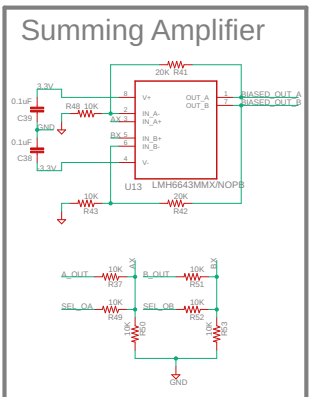 Summing Amplifier
20K R41
3.3V
0.1uF
C39
GND
R48 10K
AX
BX
0.1uF
C38
3.3V
8 V+ OUT_A 1 BIASED_OUT_A
OUT_B 7 BIASED_OUT_B
2 IN_A-
3 IN_A+
5 IN_B+
6 IN_B-
4 V-
U13 LMH6643MMX/NOPB
10K
R43
20K
R42
AX
BX
A_OUT 10K
R37
B_OUT 10K
R51
SEL_OA 10K
R49
SEL_OB 10K
R52
10K R50
10K R53
GND